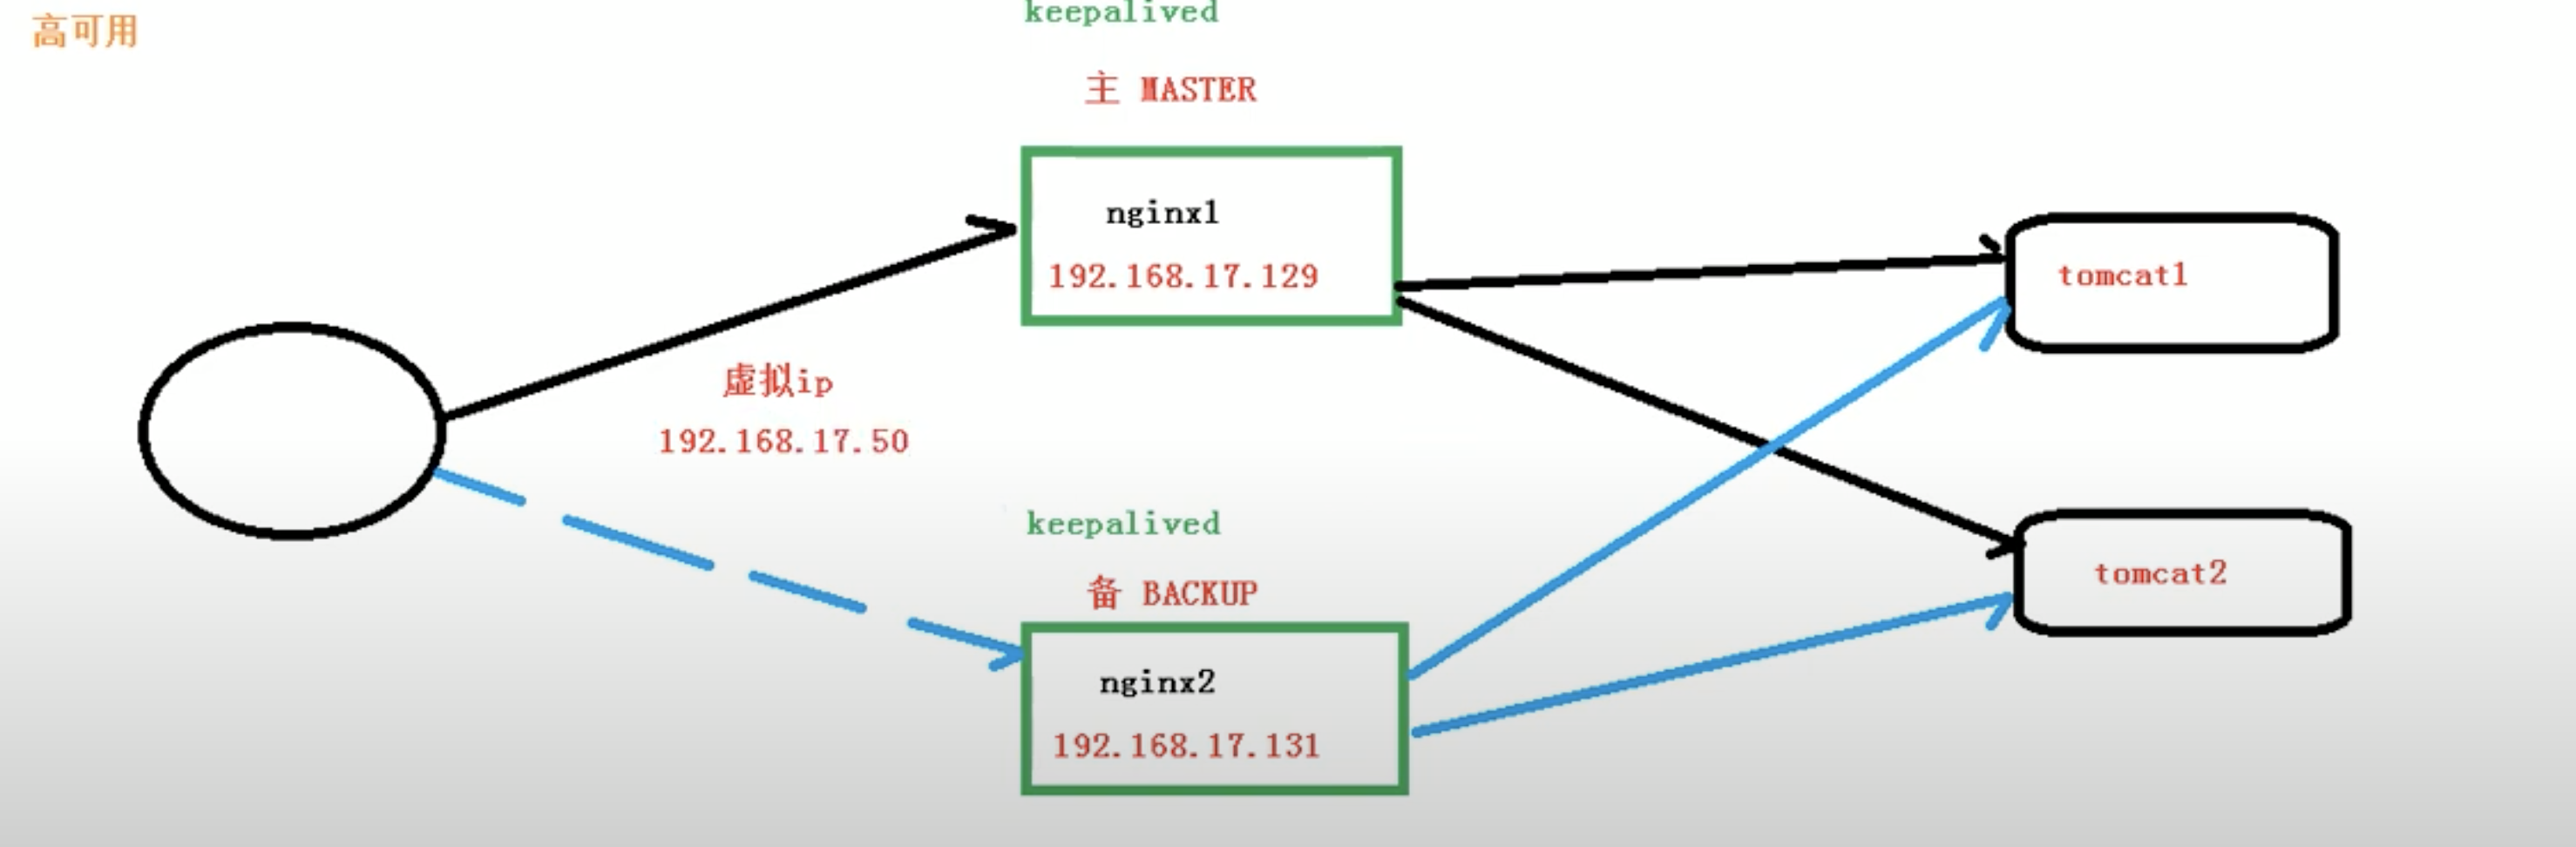 高可用
keepalived
主 MASTER
nginx1
192.168.17.129
tomcat1
虚拟ip
192.168.17.50
keepalived
备 BACKUP
tomcat2
nginx2
192.168.17.131